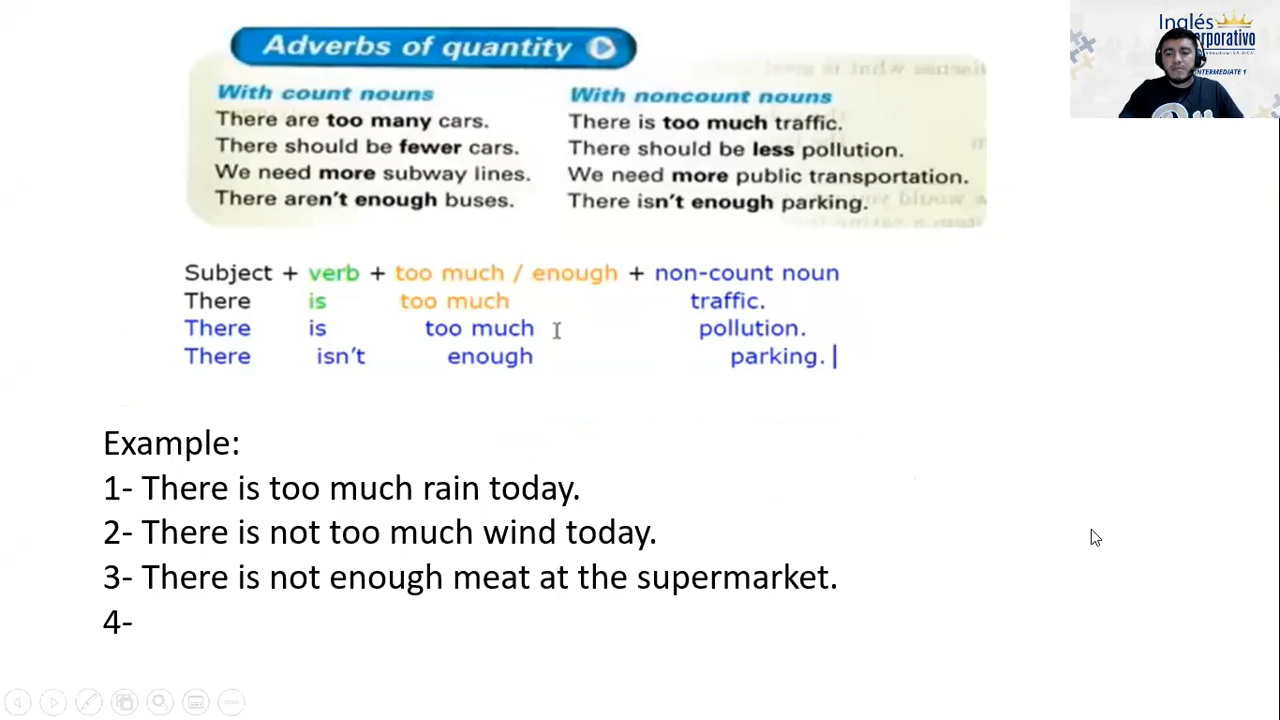 Adverbs of quantity
With count nouns
There are too many cars.
There should be fewer cars.
We need more subway lines.
There aren't enough buses.
With noncount nouns
There is too much traffic.
There should be less pollution.
We need more public transportation.
There isn't enough parking.
Inglés
INTERMEDIATE 1
Subject + verb + too much / enough + non-count noun
There is too much traffic.
There is too much pollution.
There isn't enough parking.
Example:
1- There is too much rain today.
2- There is not too much wind today.
3- There is not enough meat at the supermarket.
4-